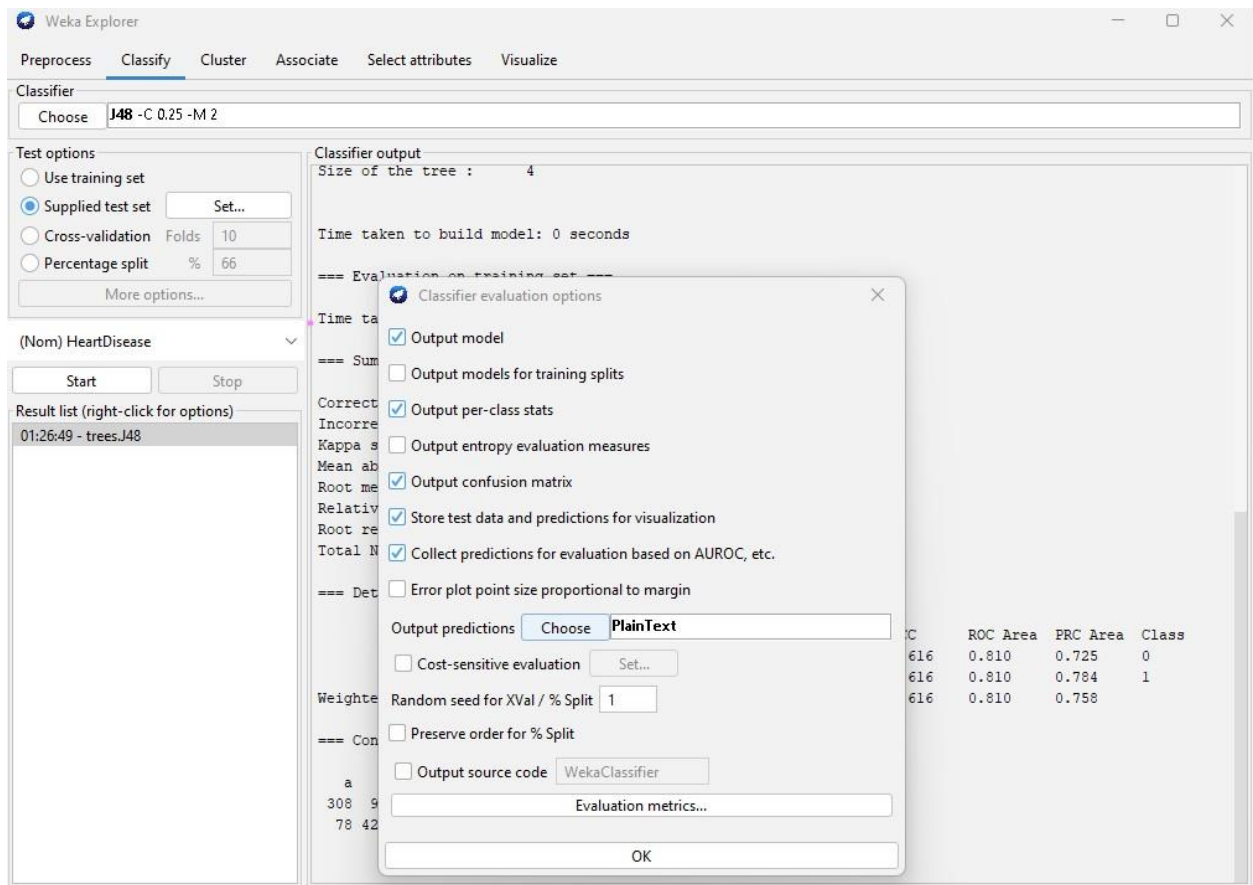 Weka Explorer
Preprocess Classify Cluster Associate Select attributes Visualize
Classifier
Choose J48 -C 0.25 -M 2
Test options
Use training set
Supplied test set Set...
Cross-validation Folds 10
Percentage split % 66
More options...
(Nom) HeartDisease
Start Stop
Result list (right-click for options)
01:26:49 - trees.J48
Classifier output
Size of the tree : 4
Time taken to build model: 0 seconds
=== Evaluation on training set ===
Time ta
=== Sum
Correct
Incorre
Kappa s
Mean ab
Root me
Relativ
Root re
Total N
=== Det
ROC Area PRC Area Class
616 0.810 0.725 0
616 0.810 0.784 1
Weighte 616 0.810 0.758
=== Con
a
308 9
78 42
Classifier evaluation options
Output model
Output models for training splits
Output per-class stats
Output entropy evaluation measures
Output confusion matrix
Store test data and predictions for visualization
Collect predictions for evaluation based on AUROC, etc.
Error plot point size proportional to margin
Output predictions Choose PlainText
Cost-sensitive evaluation Set...
Random seed for XVal / % Split 1
Preserve order for % Split
Output source code WekaClassifier
Evaluation metrics...
OK